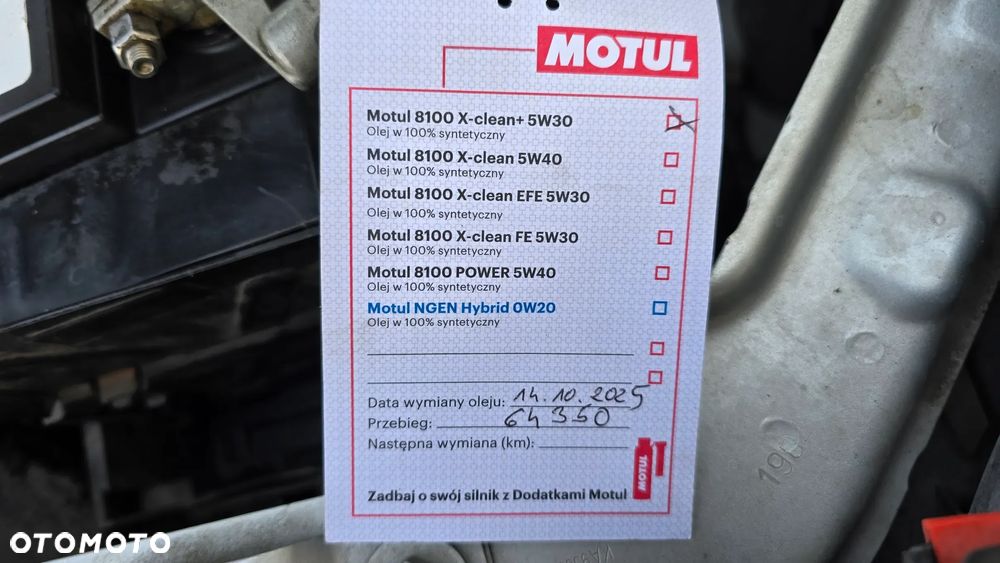 MOTUL
Motul 8100 X-clean+ 5W30
Olej w 100% syntetyczny
Motul 8100 X-clean 5W40
Olej w 100% syntetyczny
Motul 8100 X-clean EFE 5W30
Olej w 100% syntetyczny
Motul 8100 X-clean FE 5W30
Olej w 100% syntetyczny
Motul 8100 POWER 5W40
Olej w 100% syntetyczny
Motul NGEN Hybrid 0W20
Olej w 100% syntetyczny
Data wymiany oleju: 14.10.2025
Przebieg: 64 350
Następna wymiana (km):
MOTUL
Zadbaj o swój silnik z Dodatkami Motul
OTOMOTO